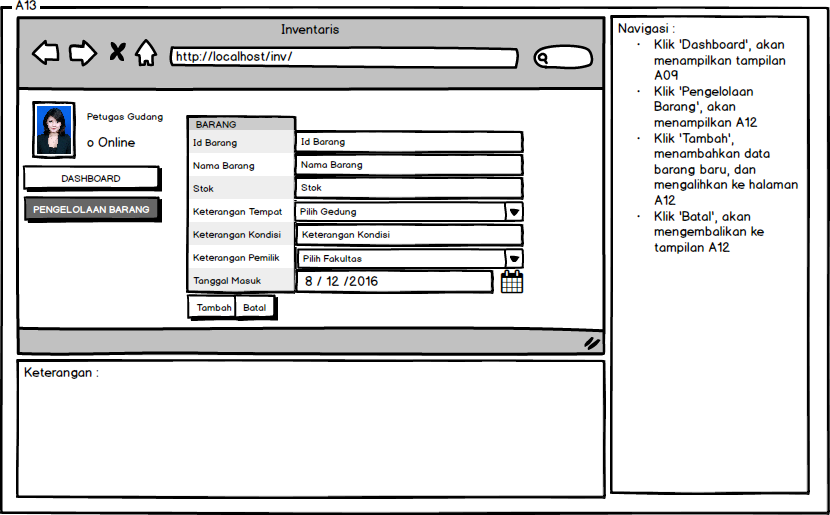 A13
Inventaris
http://localhost/inv/
Petugas Gudang
o Online
DASHBOARD
PENGELOLAAN BARANG
BARANG
Id Barang
Id Barang
Nama Barang
Nama Barang
Stok
Stok
Keterangan Tempat
Pilih Gedung
Keterangan Kondisi
Keterangan Kondisi
Keterangan Pemilik
Pilih Fakultas
Tanggal Masuk
8 / 12 /2016
Tambah
Batal
Keterangan :
Navigasi :
· Klik 'Dashboard', akan
menampilkan tampilan
A09
· Klik 'Pengelolaan
Barang', akan
menampilkan A12
· Klik 'Tambah',
menambahkan data
barang baru, dan
mengalihkan ke halaman
A12
· Klik 'Batal', akan
mengembalikan ke
tampilan A12